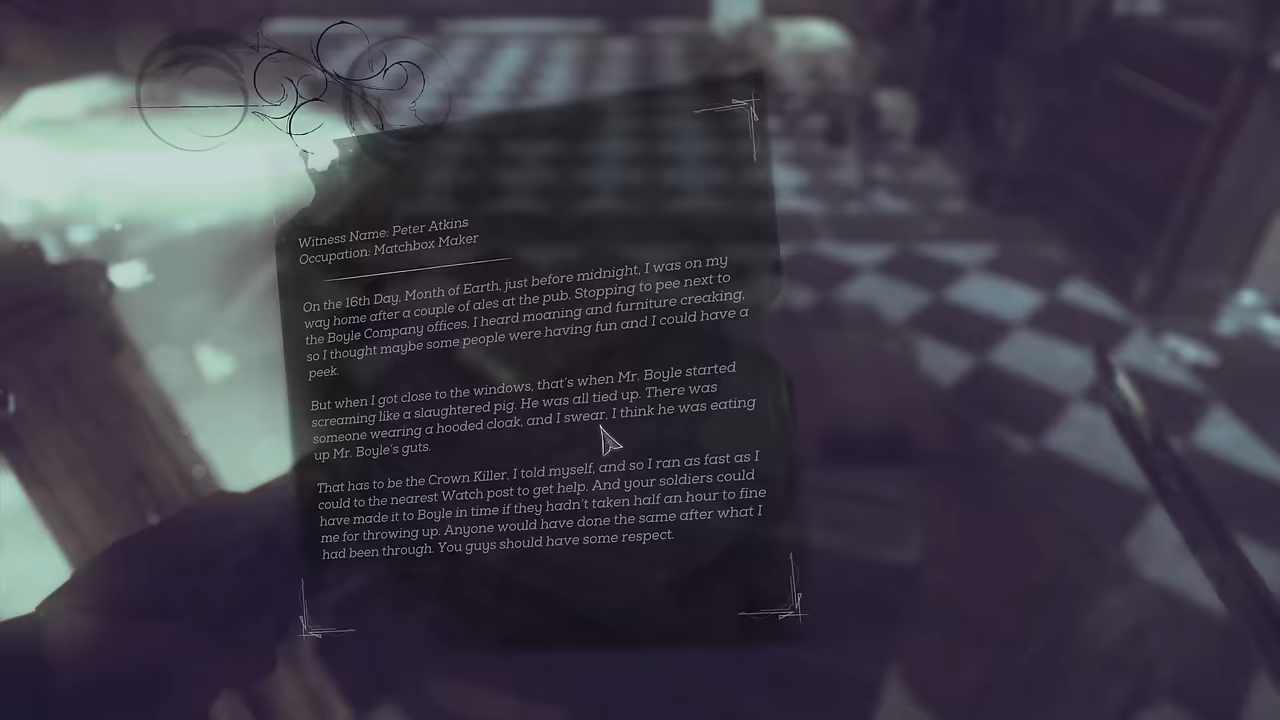 Witness Name: Peter Atkins
Occupation: Matchbox Maker
On the 16th Day, Month of Earth, just before midnight. I was on my
way home after a couple of ales at the pub. Stopping to pee next to
the Boyle Company offices, I heard moaning and furniture creaking,
so I thought maybe some people were having fun and I could have a
peek.
But when I got close to the windows, that's when Mr. Boyle started
screaming like a slaughtered pig. He was all tied up. There was
someone wearing a hooded cloak, and I swear, I think he was eating
up Mr. Boyle's guts.
That has to be the Crown Killer, I told myself, and so I ran as fast as I
could to the nearest Watch post to get help. And your soldiers could
have made it to Boyle in time if they hadn't taken half an hour to fine
me for throwing up. Anyone would have done the same after what I
had been through. You guys should have some respect.